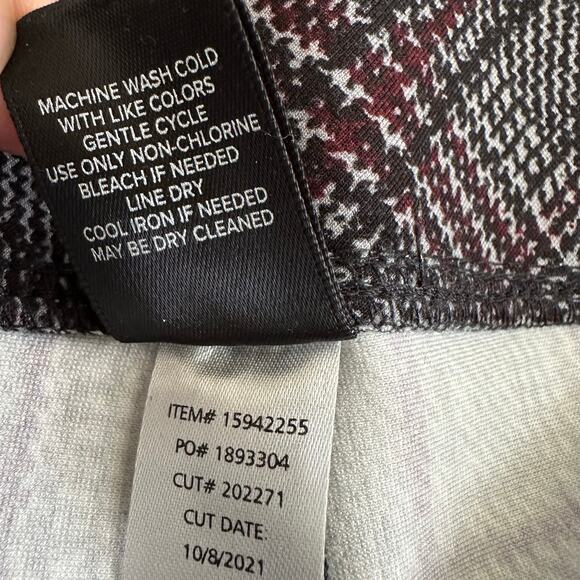 MACHINE WASH COLD
WITH LIKE COLORS
GENTLE CYCLE
USE ONLY NON-CHLORINE
BLEACH IF NEEDED
LINE DRY
COOL IRON IF NEEDED
MAY BE DRY CLEANED
ITEM# 15942255
PO# 1893304
CUT# 202271
CUT DATE:
10/8/2021